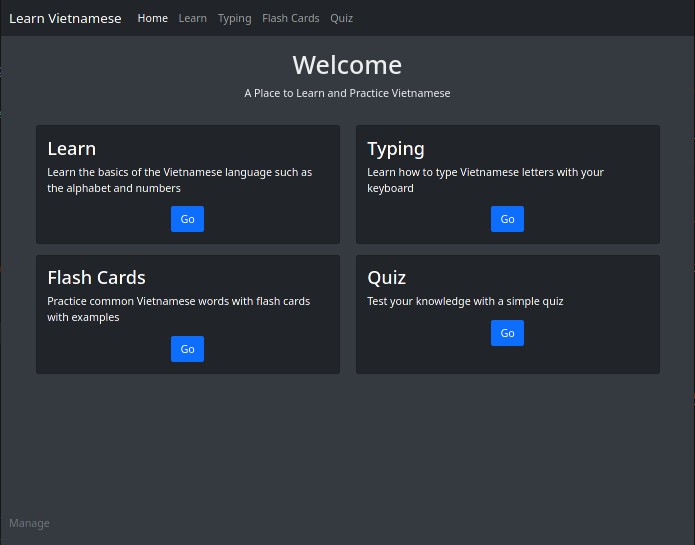 Learn Vietnamese Home Learn Typing Flash Cards Quiz
Welcome
A Place to Learn and Practice Vietnamese
Learn
Learn the basics of the Vietnamese language such as
the alphabet and numbers
Go
Typing
Learn how to type Vietnamese letters with your
keyboard
Go
Flash Cards
Practice common Vietnamese words with flash cards
with examples
Go
Quiz
Test your knowledge with a simple quiz
Go
Manage